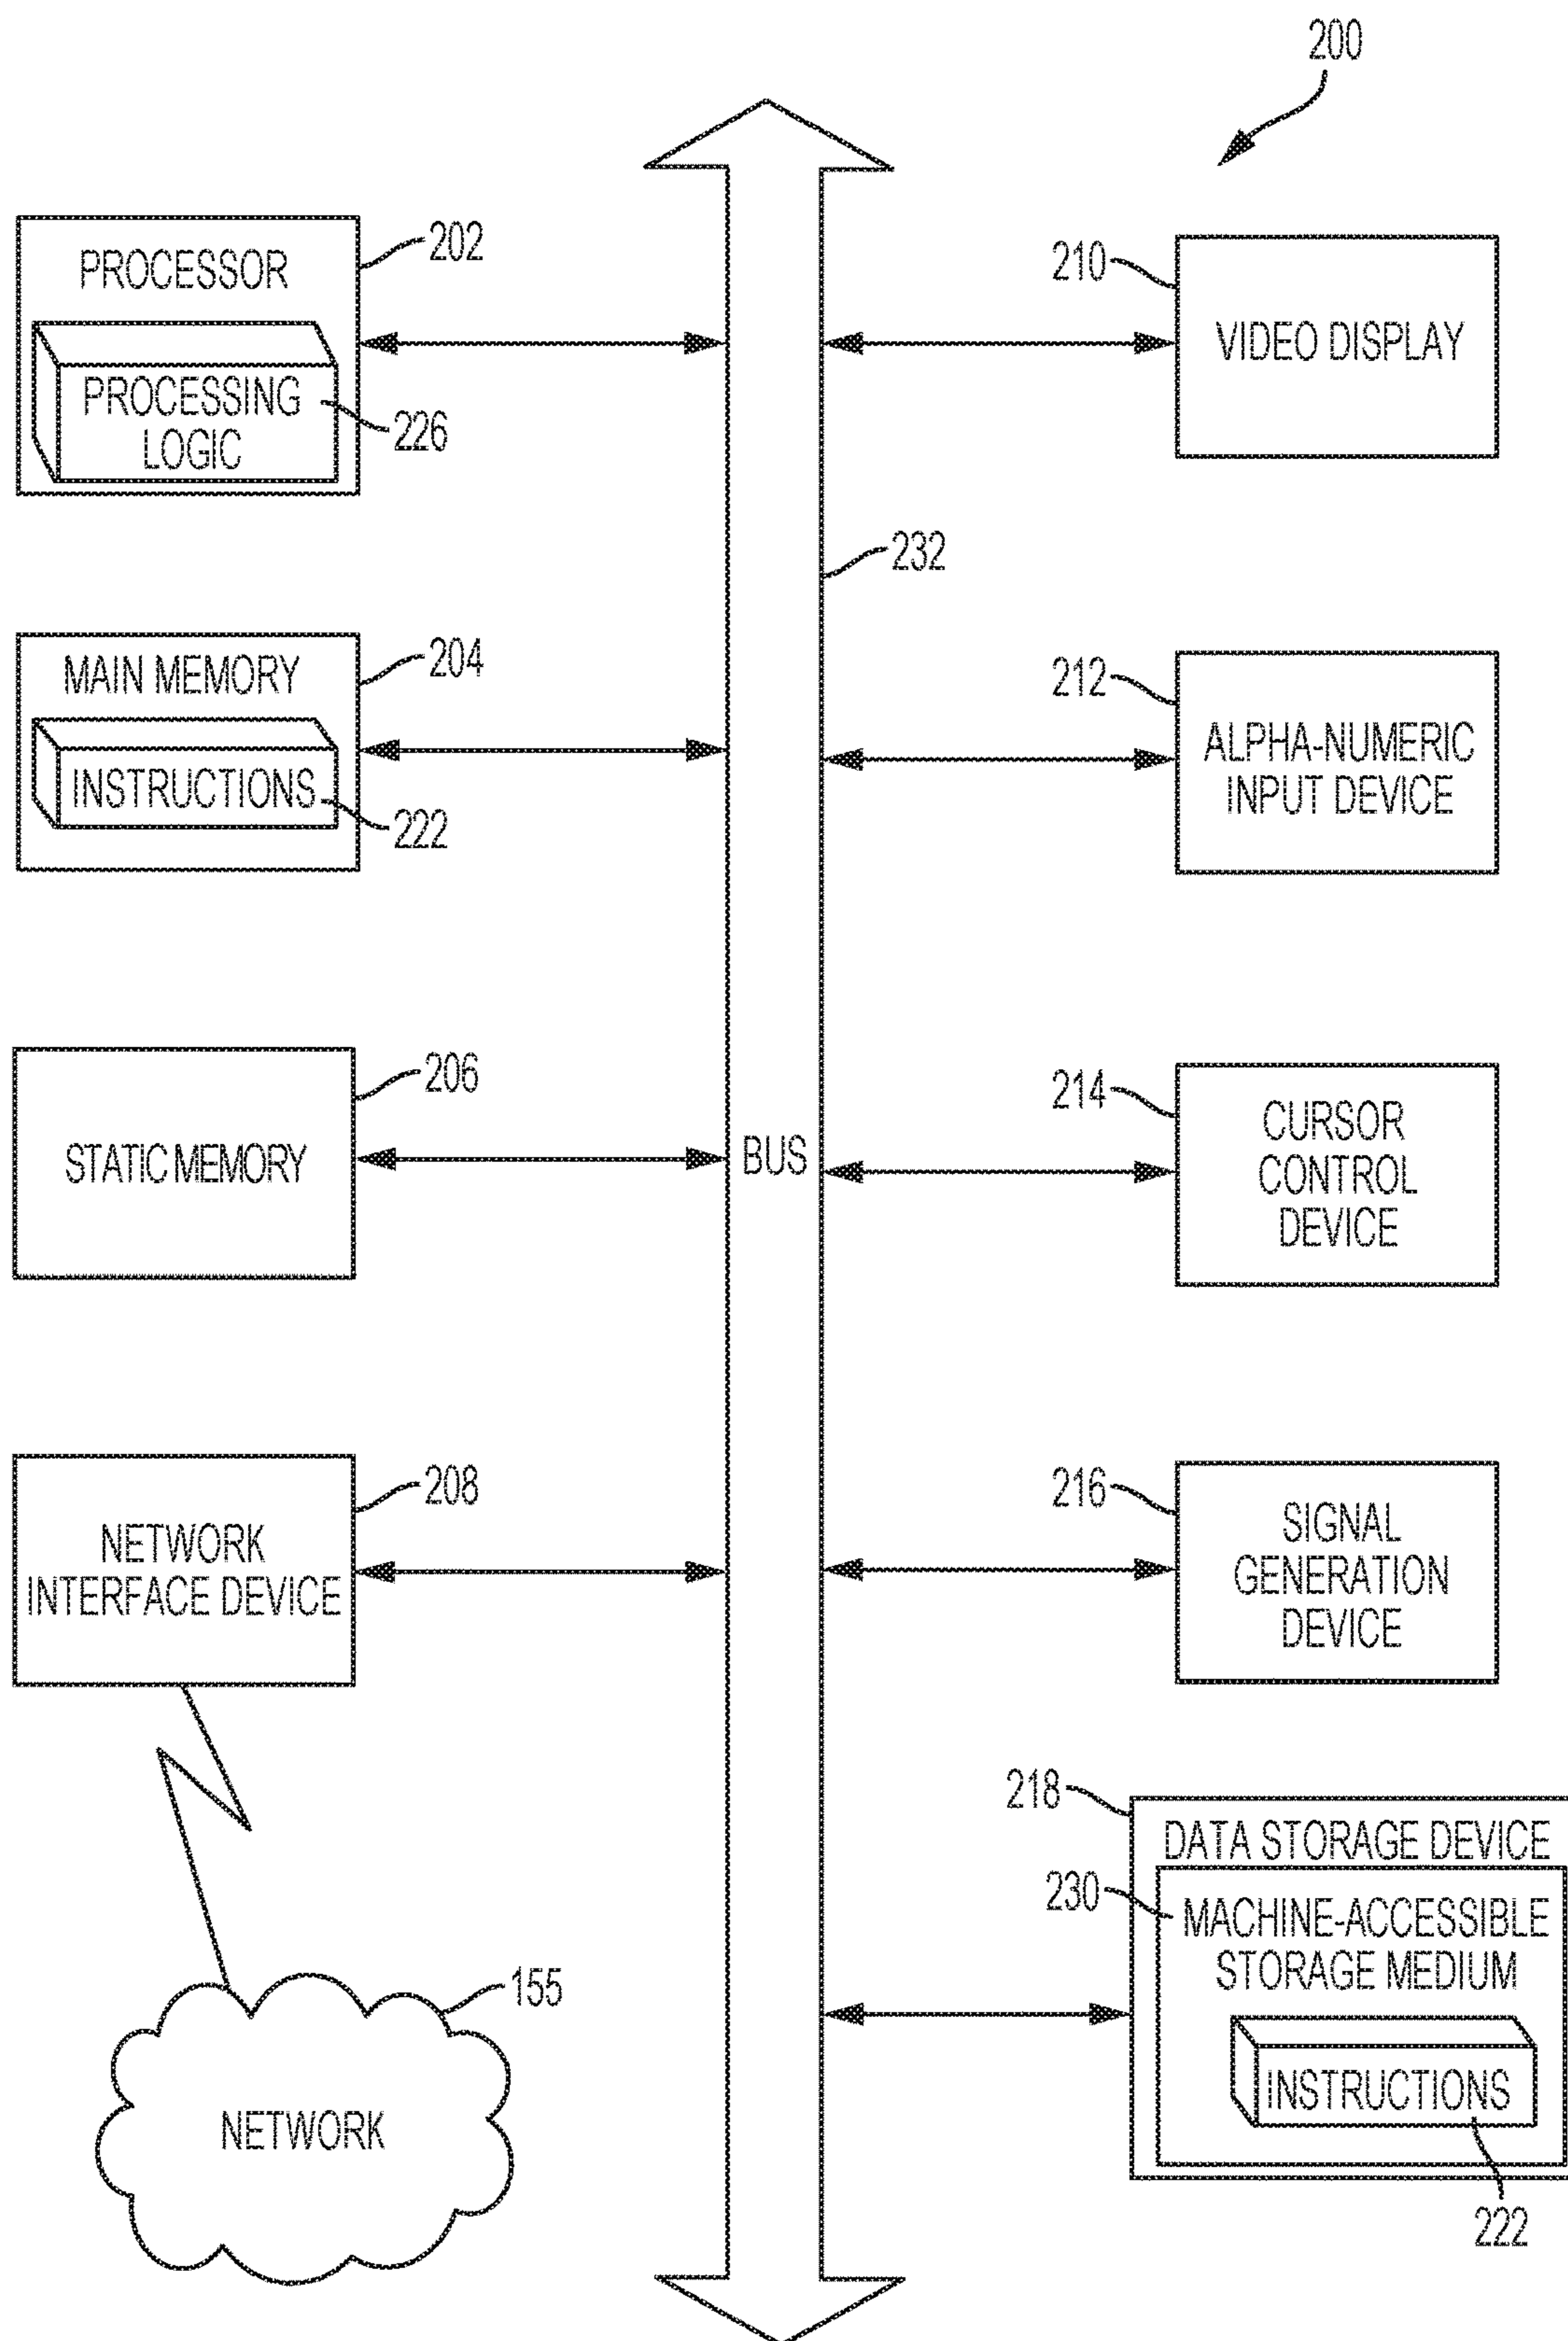 200
PROCESSOR
202
PROCESSING
LOGIC
226
210
VIDEO DISPLAY
232
MAIN MEMORY
204
INSTRUCTIONS
222
212
ALPHA-NUMERIC
INPUT DEVICE
STATIC MEMORY
206
BUS
214
CURSOR
CONTROL
DEVICE
NETWORK
INTERFACE DEVICE
208
216
SIGNAL
GENERATION
DEVICE
218
DATA STORAGE DEVICE
230
MACHINE-ACCESSIBLE
STORAGE MEDIUM
INSTRUCTIONS
222
155
NETWORK